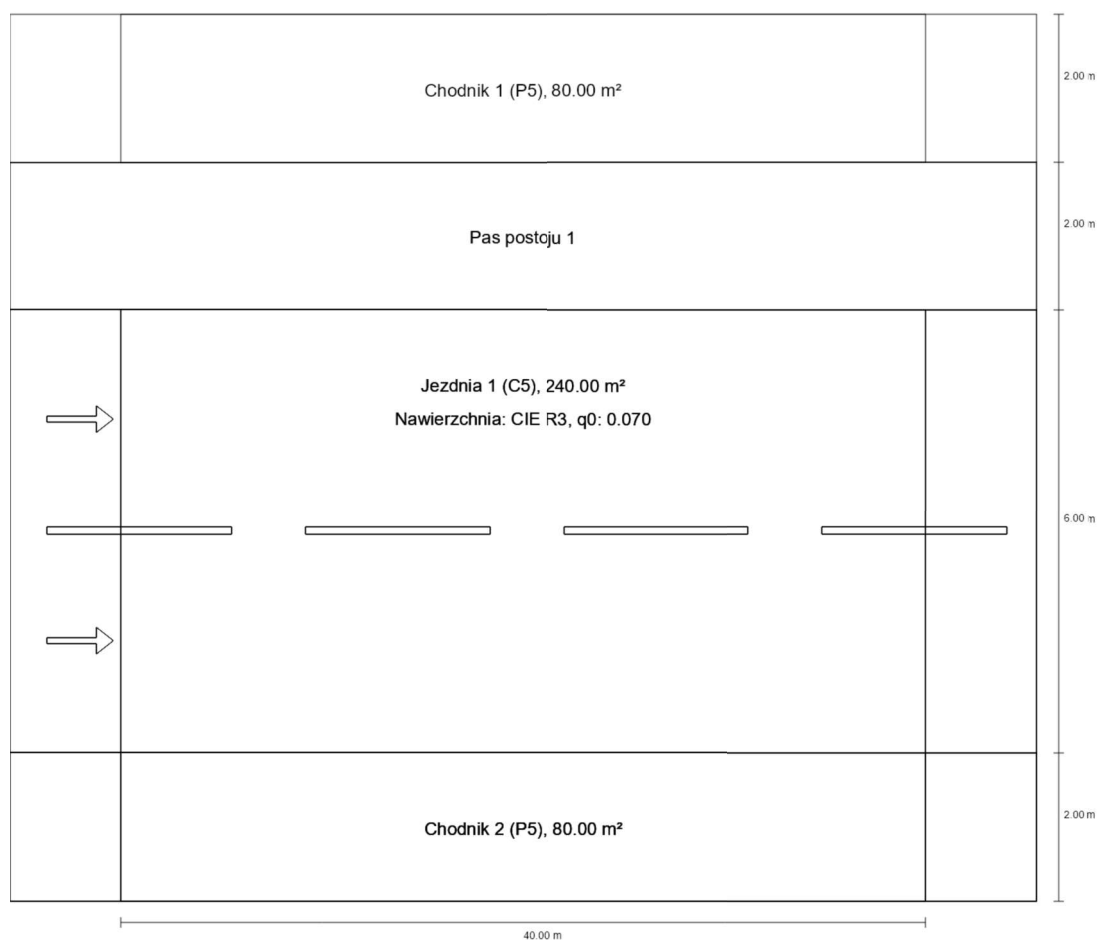 Chodnik 1 (P5), 80.00 m²
2.00 m
Pas postoju 1
2.00 m
Jezdnia 1 (C5), 240.00 m²
Nawierzchnia: CIE R3, q0: 0.070
6.00 m
Chodnik 2 (P5), 80.00 m²
2.00 m
40.00 m